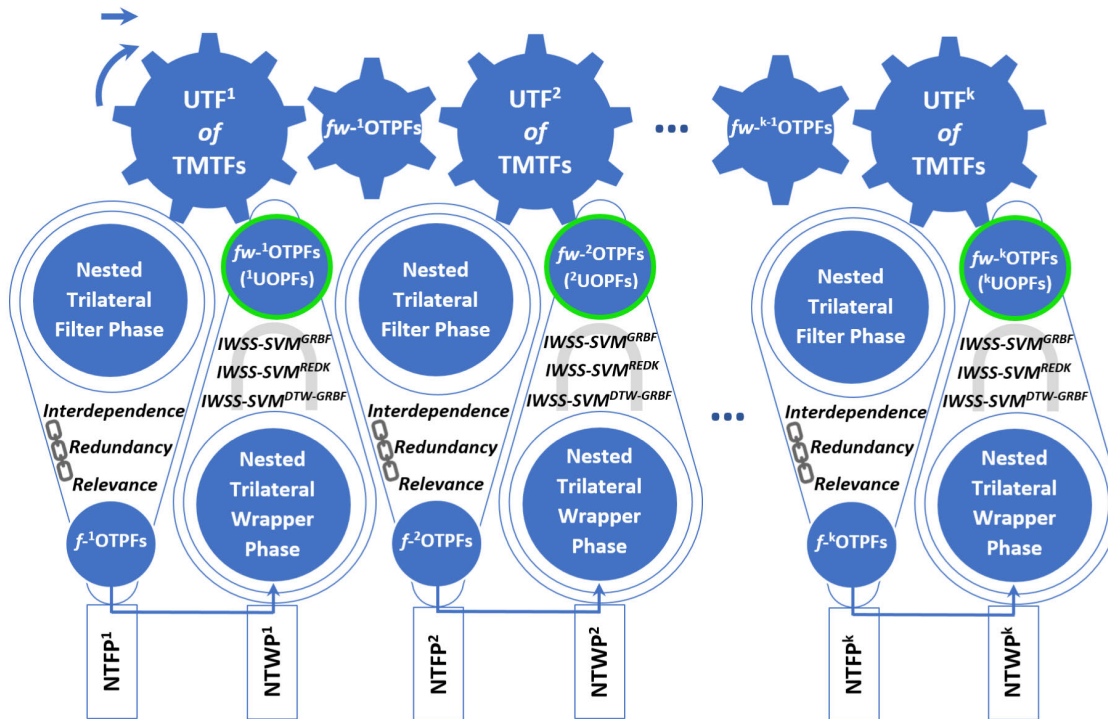 UTF¹
of
TMTFs
fw-¹OTPFs
UTF²
of
TMTFs
...
fw-ᵏ⁻¹OTPFs
UTFᵏ
of
TMTFs
Nested
Trilateral
Filter Phase
Interdependence
Redundancy
Relevance
f-¹OTPFs
NTFP¹
fw-¹OTPFs
(¹UOPFs)
IWSS-SVMᴳᴿᴮᶠ
IWSS-SVMᴿᴱᴰᴷ
IWSS-SVMᴰᵀᵂ⁻ᴳᴿᴮᶠ
Nested
Trilateral
Wrapper
Phase
NTWP¹
Nested
Trilateral
Filter Phase
Interdependence
Redundancy
Relevance
f-²OTPFs
NTFP²
fw-²OTPFs
(²UOPFs)
IWSS-SVMᴳᴿᴮᶠ
IWSS-SVMᴿᴱᴰᴷ
IWSS-SVMᴰᵀᵂ⁻ᴳᴿᴮᶠ
Nested
Trilateral
Wrapper
Phase
NTWP²
...
Nested
Trilateral
Filter Phase
Interdependence
Redundancy
Relevance
f-ᵏOTPFs
NTFPᵏ
fw-ᵏOTPFs
(ᵏUOPFs)
IWSS-SVMᴳᴿᴮᶠ
IWSS-SVMᴿᴱᴰᴷ
IWSS-SVMᴰᵀᵂ⁻ᴳᴿᴮᶠ
Nested
Trilateral
Wrapper
Phase
NTWPᵏ